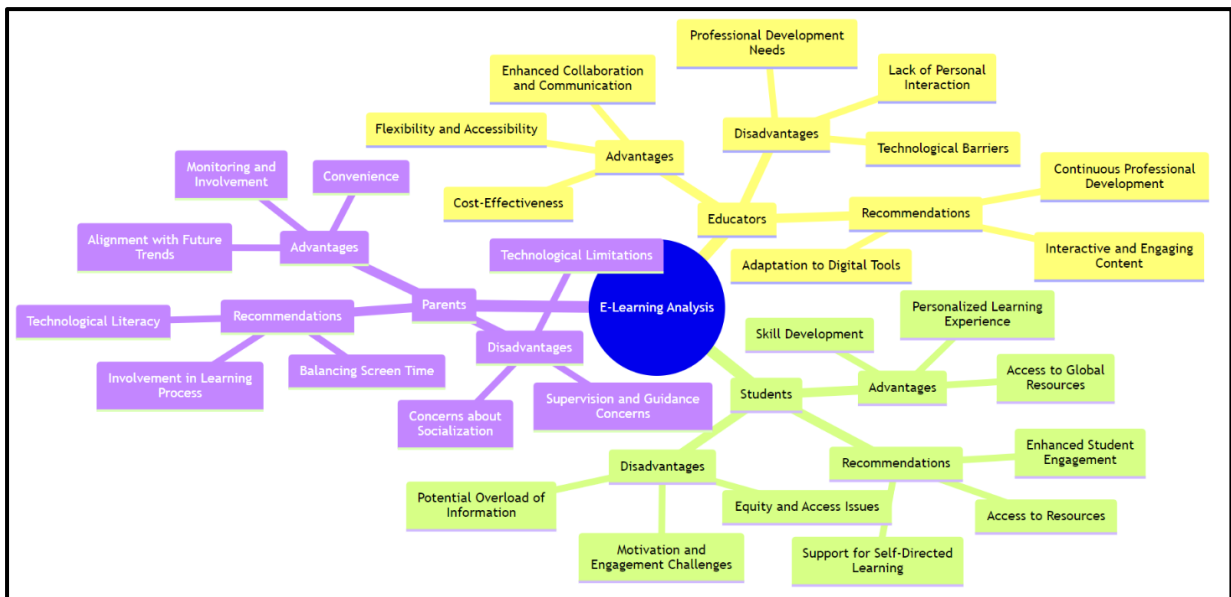 Professional Development
Needs
Enhanced Collaboration
and Communication
Lack of Personal
Interaction
Flexibility and Accessibility
Disadvantages
Technological Barriers
Advantages
Monitoring and
Involvement
Convenience
Continuous Professional
Development
Cost-Effectiveness
Educators
Recommendations
Alignment with Future
Trends
Advantages
Technological Limitations
Adaptation to Digital Tools
Interactive and Engaging
Content
E-Learning Analysis
Parents
Technological Literacy
Recommendations
Personalized Learning
Experience
Skill Development
Disadvantages
Involvement in Learning
Process
Balancing Screen Time
Students
Advantages
Access to Global
Resources
Concerns about
Socialization
Supervision and Guidance
Concerns
Disadvantages
Recommendations
Enhanced Student
Engagement
Potential Overload of
Information
Equity and Access Issues
Access to Resources
Motivation and
Engagement Challenges
Support for Self-Directed
Learning